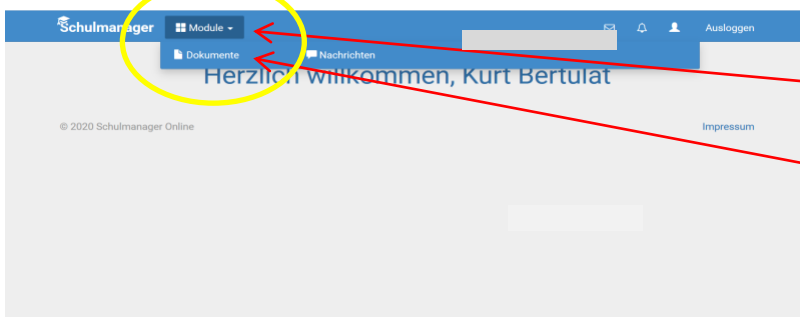 Schulmanager Module Ausloggen
Dokumente Nachrichten
Herzlich willkommen, Kurt Bertulat
© 2020 Schulmanager Online Impressum